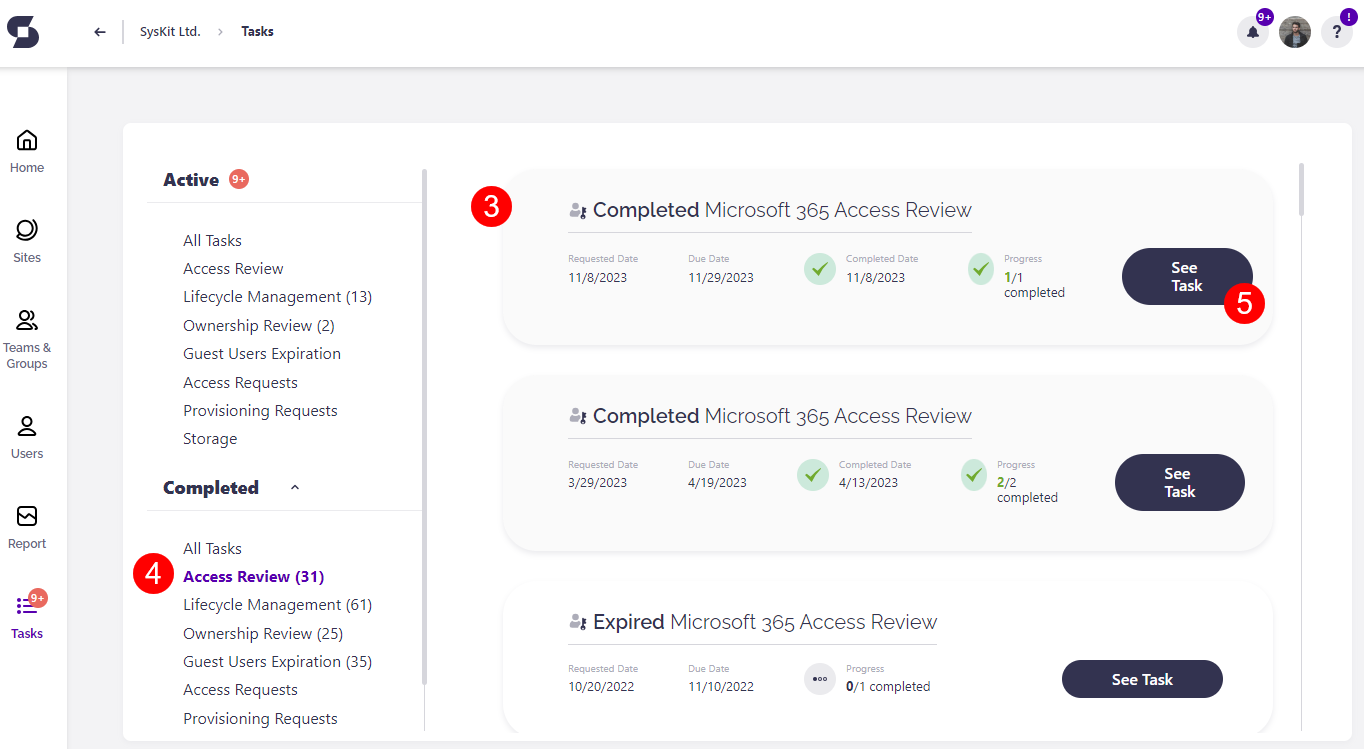 SysKit Ltd. > Tasks
9+
!
?
Home
Sites
Teams &
Groups
Users
Report
9+
Tasks
Active 9+
All Tasks
Access Review
Lifecycle Management (13)
Ownership Review (2)
Guest Users Expiration
Access Requests
Provisioning Requests
Storage
Completed
All Tasks
4
Access Review (31)
Lifecycle Management (61)
Ownership Review (25)
Guest Users Expiration (35)
Access Requests
Provisioning Requests
3
Completed Microsoft 365 Access Review
Requested Date
11/8/2023
Due Date
11/29/2023
Completed Date
11/8/2023
Progress
1/1
completed
See
Task
5
Completed Microsoft 365 Access Review
Requested Date
3/29/2023
Due Date
4/19/2023
Completed Date
4/13/2023
Progress
2/2
completed
See
Task
Expired Microsoft 365 Access Review
Requested Date
10/20/2022
Due Date
11/10/2022
Progress
0/1 completed
See Task